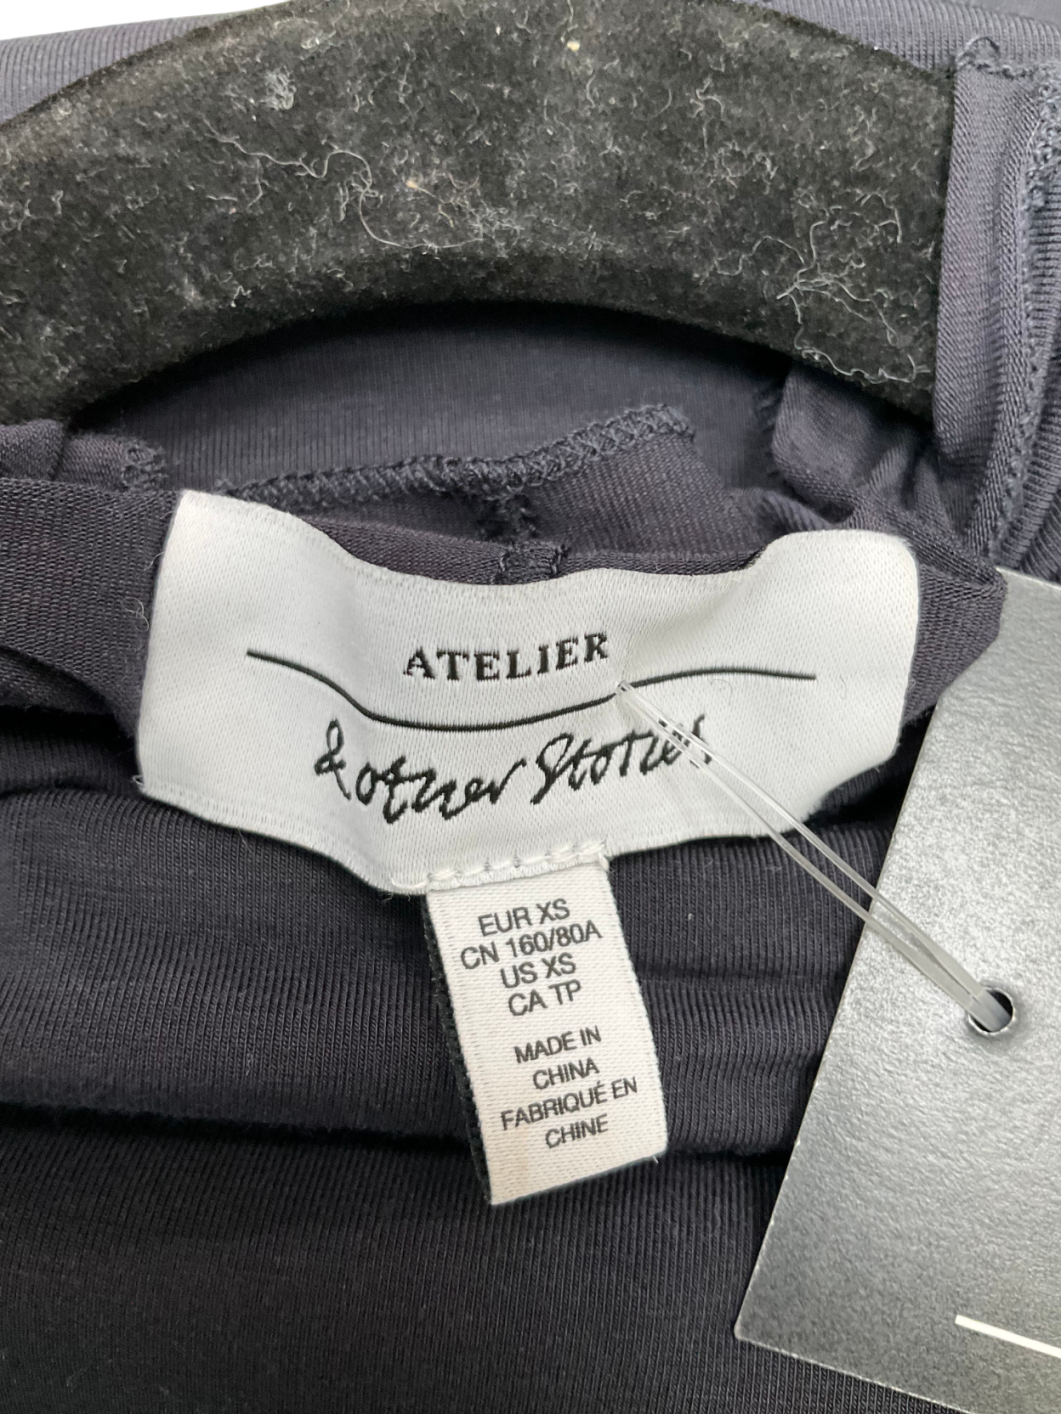 ATELIER
& other Stories
EUR XS
CN 160/80A
US XS
CA TP
MADE IN
CHINA
FABRIQUÉ EN
CHINE